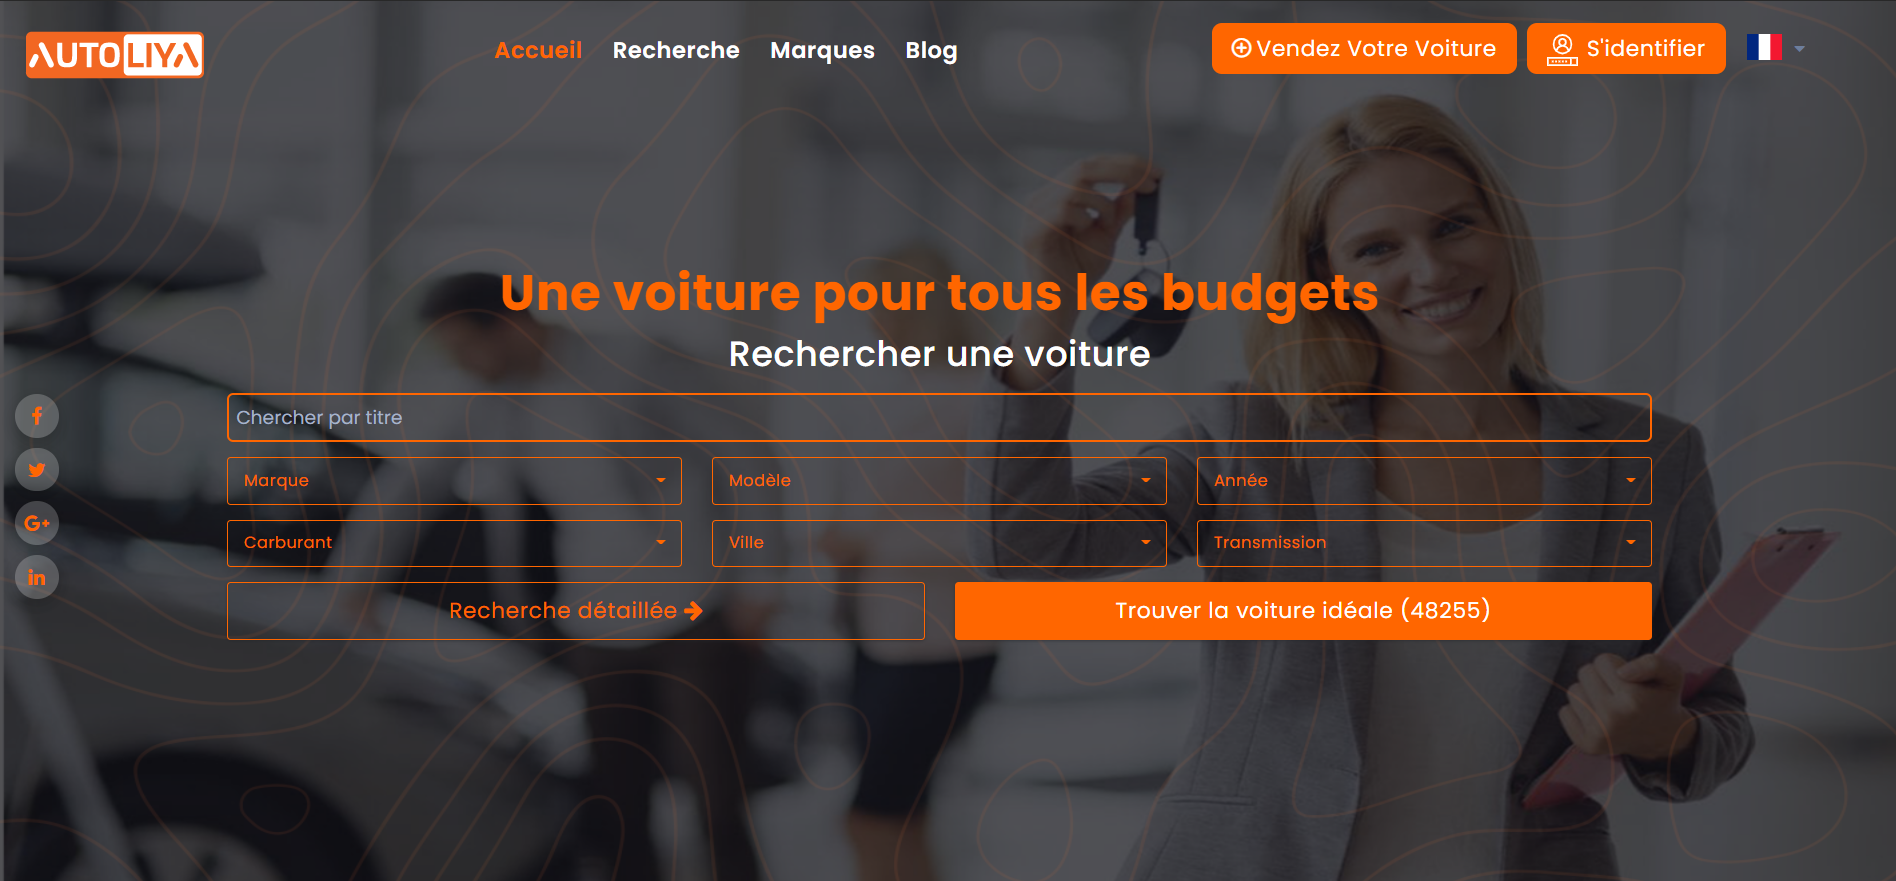 AUTOLIYA
Accueil Recherche Marques Blog
Vendez Votre Voiture
S'identifier
Une voiture pour tous les budgets
Rechercher une voiture
Chercher par titre
Marque Modèle Année
Carburant Ville Transmission
Recherche détaillée
Trouver la voiture idéale (48255)
f
G+
in